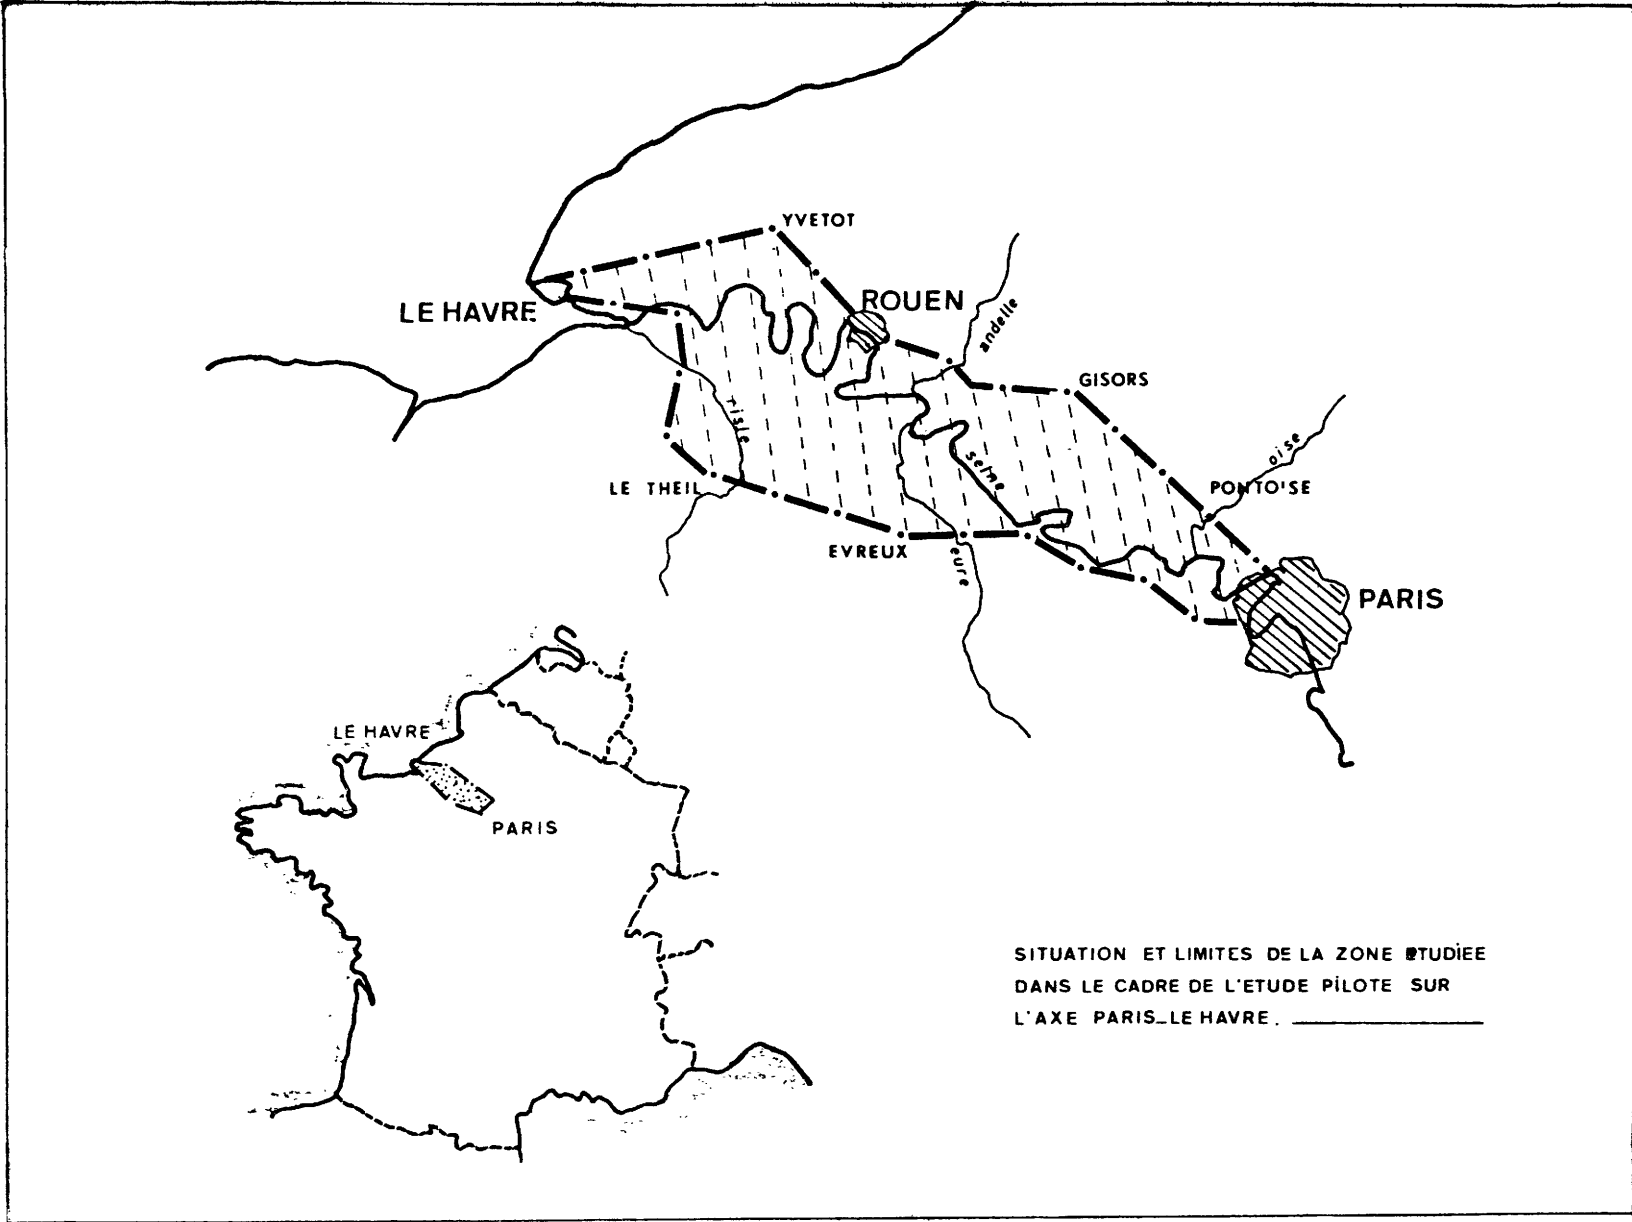 YVETOT
LE HAVRE
ROUEN
andelle
GISORS
risle
oise
seine
LE THEIL
PONTOISE
EVREUX
eure
PARIS
LE HAVRE
PARIS
SITUATION ET LIMITES DE LA ZONE ETUDIEE
DANS LE CADRE DE L'ETUDE PILOTE SUR
L'AXE PARIS_LE HAVRE.